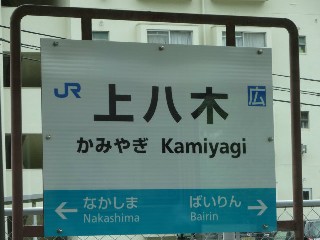 JR 上八木 広
かみやぎ Kamiyagi
← なかしま ばいりん →
Nakashima Bairin